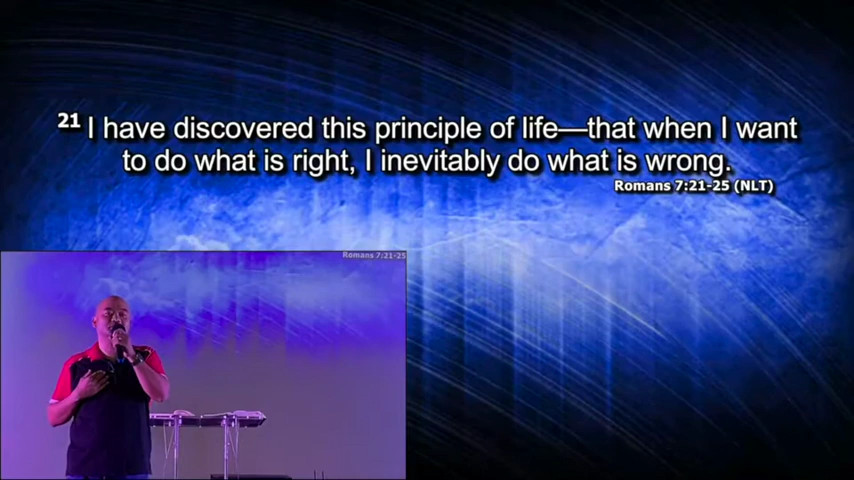 21 I have discovered this principle of life—that when I want
to do what is right, I inevitably do what is wrong.
Romans 7:21-25 (NLT)
Romans 7:21-25